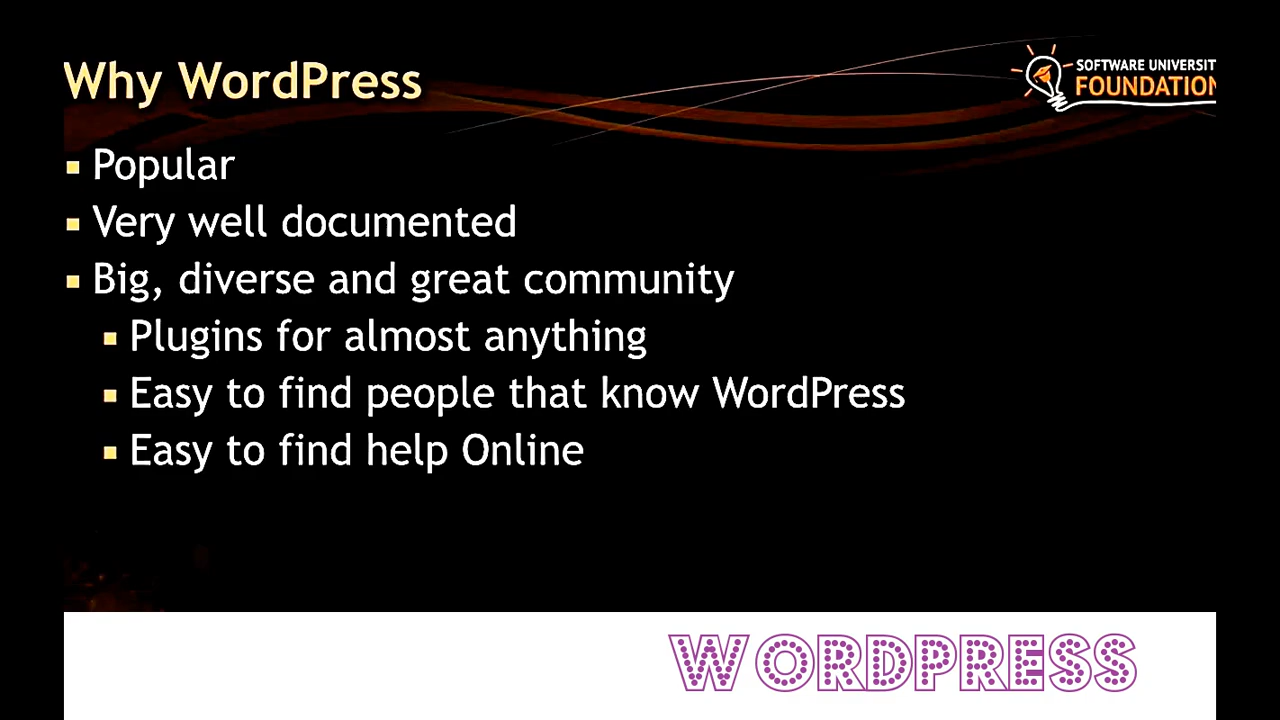 Why WordPress
SOFTWARE UNIVERSIT
FOUNDATION
Popular
Very well documented
Big, diverse and great community
Plugins for almost anything
Easy to find people that know WordPress
Easy to find help Online
WORDPRESS